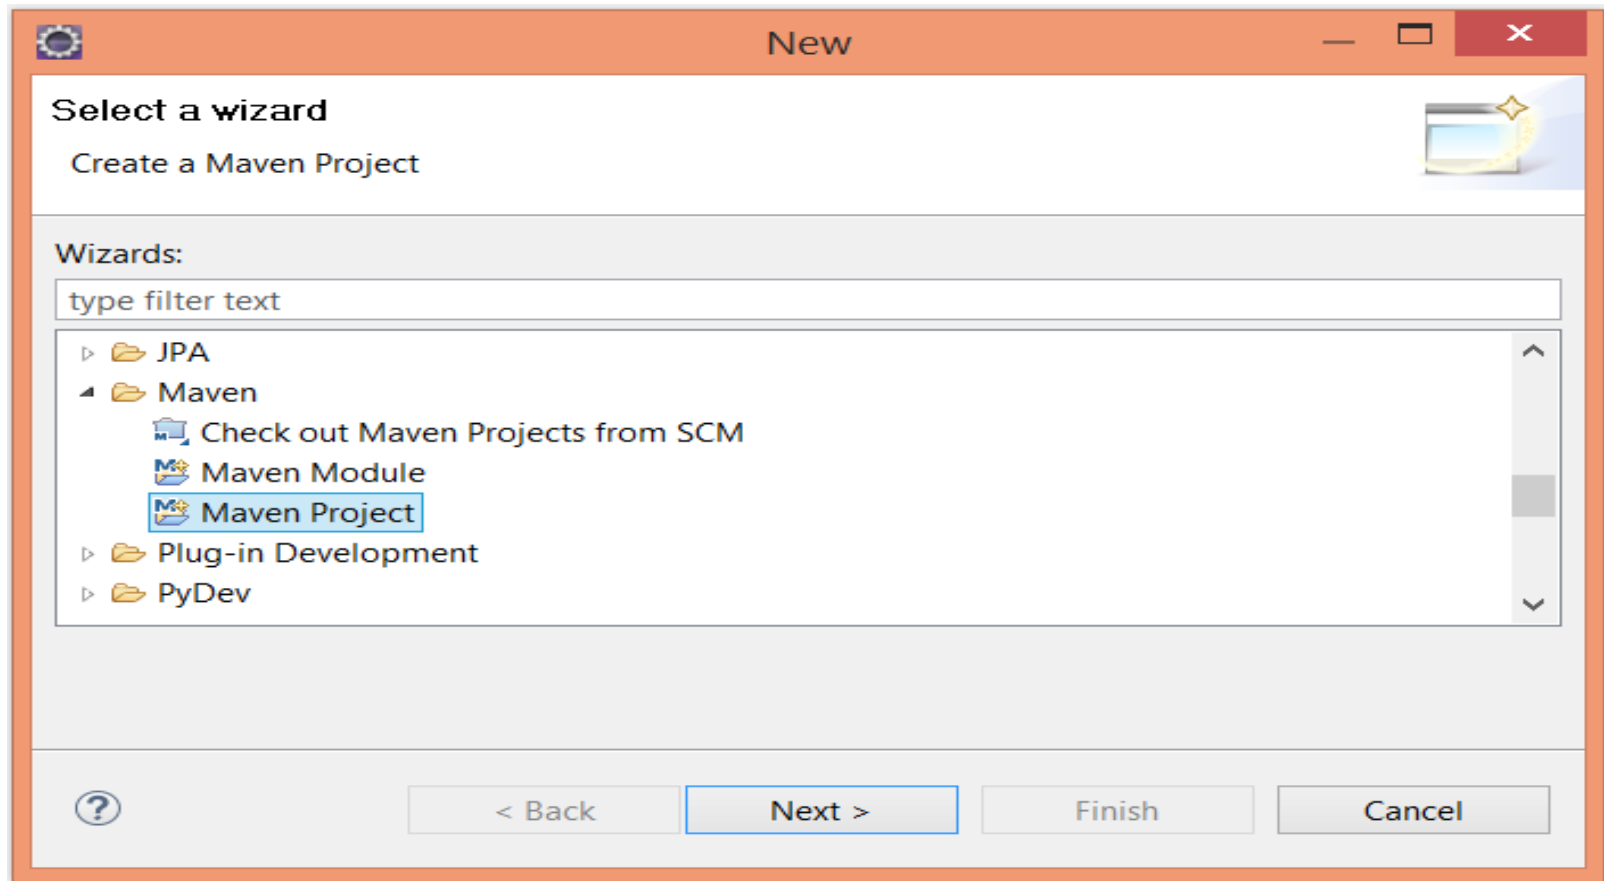 New
Select a wizard
Create a Maven Project
Wizards:
type filter text
JPA
Maven
Check out Maven Projects from SCM
Maven Module
Maven Project
Plug-in Development
PyDev
< Back
Next >
Finish
Cancel